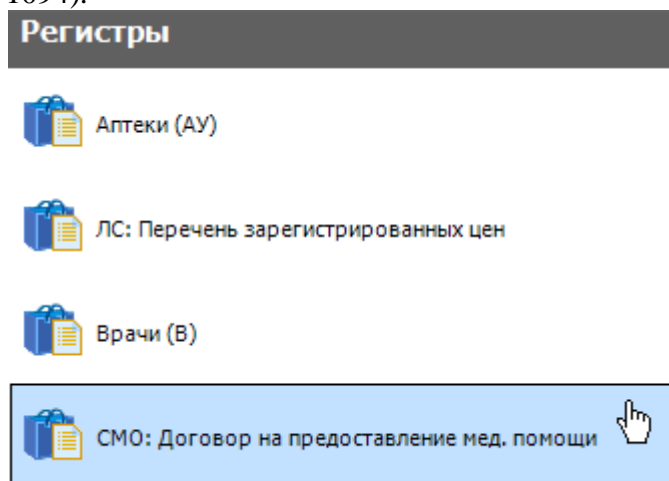 Регистры
Аптеки (АУ)
ЛС: Перечень зарегистрированных цен
Врачи (В)
СМО: Договор на предоставление мед. помощи